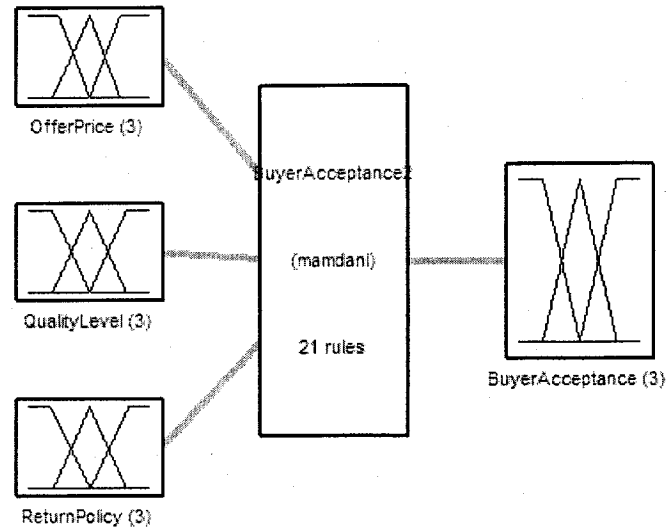 OfferPrice (3)
QualityLevel (3)
ReturnPolicy (3)
BuyerAcceptance2
(mamdani)
21 rules
BuyerAcceptance (3)